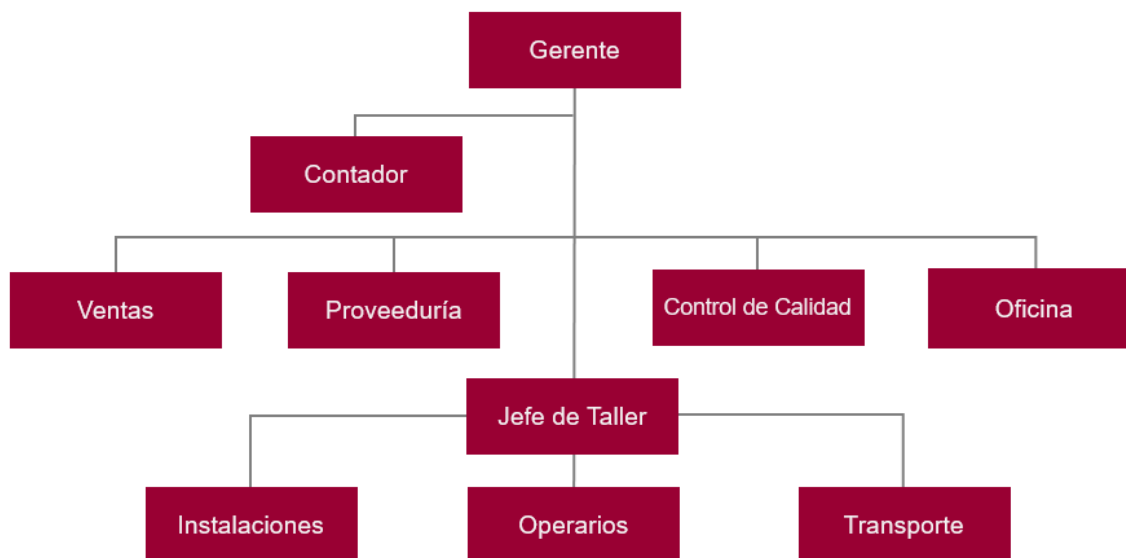 Gerente
Contador
Ventas
Proveeduría
Control de Calidad
Oficina
Jefe de Taller
Instalaciones
Operarios
Transporte